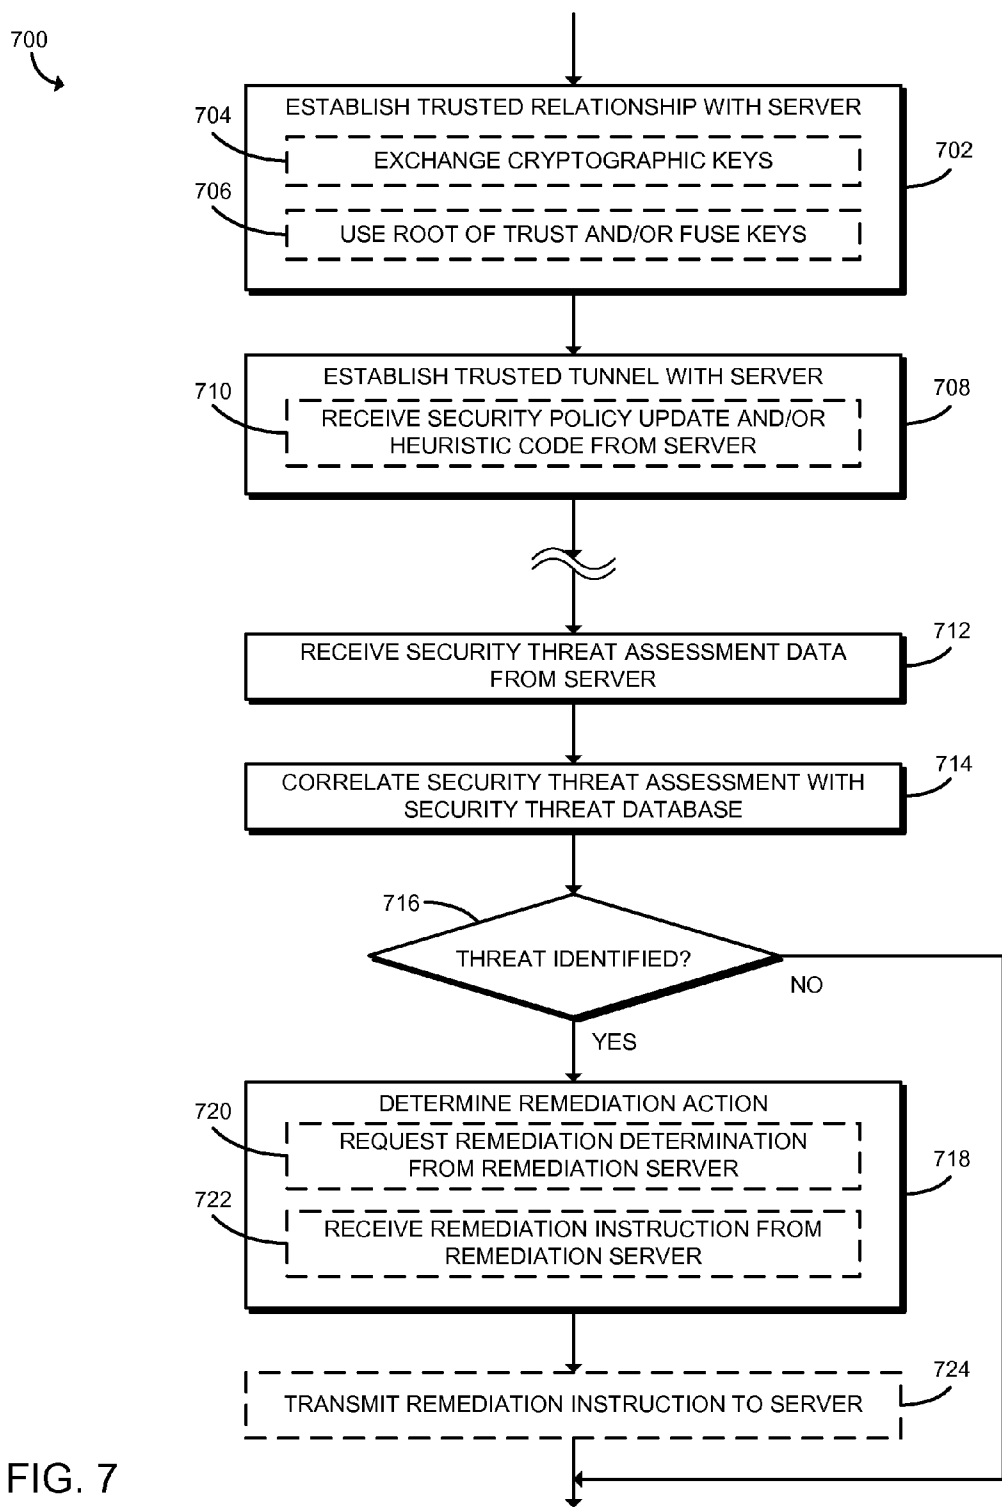 700
ESTABLISH TRUSTED RELATIONSHIP WITH SERVER
704
EXCHANGE CRYPTOGRAPHIC KEYS
702
706
USE ROOT OF TRUST AND/OR FUSE KEYS
ESTABLISH TRUSTED TUNNEL WITH SERVER
710
RECEIVE SECURITY POLICY UPDATE AND/OR
HEURISTIC CODE FROM SERVER
708
RECEIVE SECURITY THREAT ASSESSMENT DATA
FROM SERVER
712
CORRELATE SECURITY THREAT ASSESSMENT WITH
SECURITY THREAT DATABASE
714
716
THREAT IDENTIFIED?
NO
YES
DETERMINE REMEDIATION ACTION
720
REQUEST REMEDIATION DETERMINATION
FROM REMEDIATION SERVER
718
722
RECEIVE REMEDIATION INSTRUCTION FROM
REMEDIATION SERVER
724
TRANSMIT REMEDIATION INSTRUCTION TO SERVER
FIG. 7